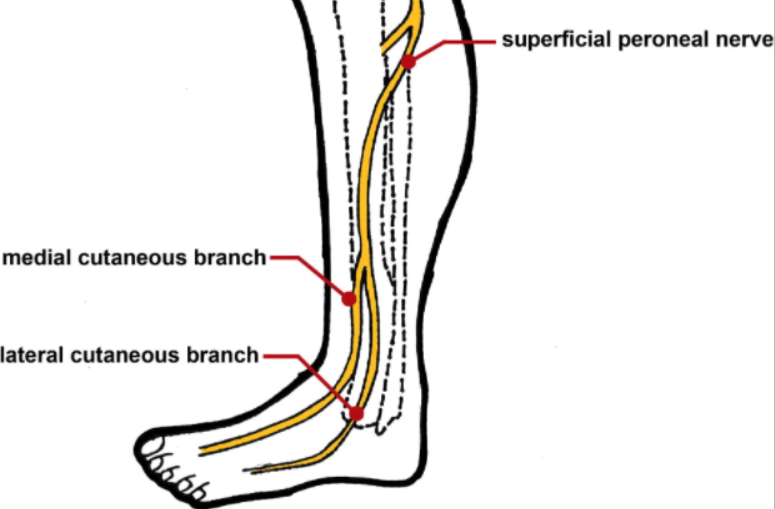 superficial peroneal nerve
medial cutaneous branch
lateral cutaneous branch